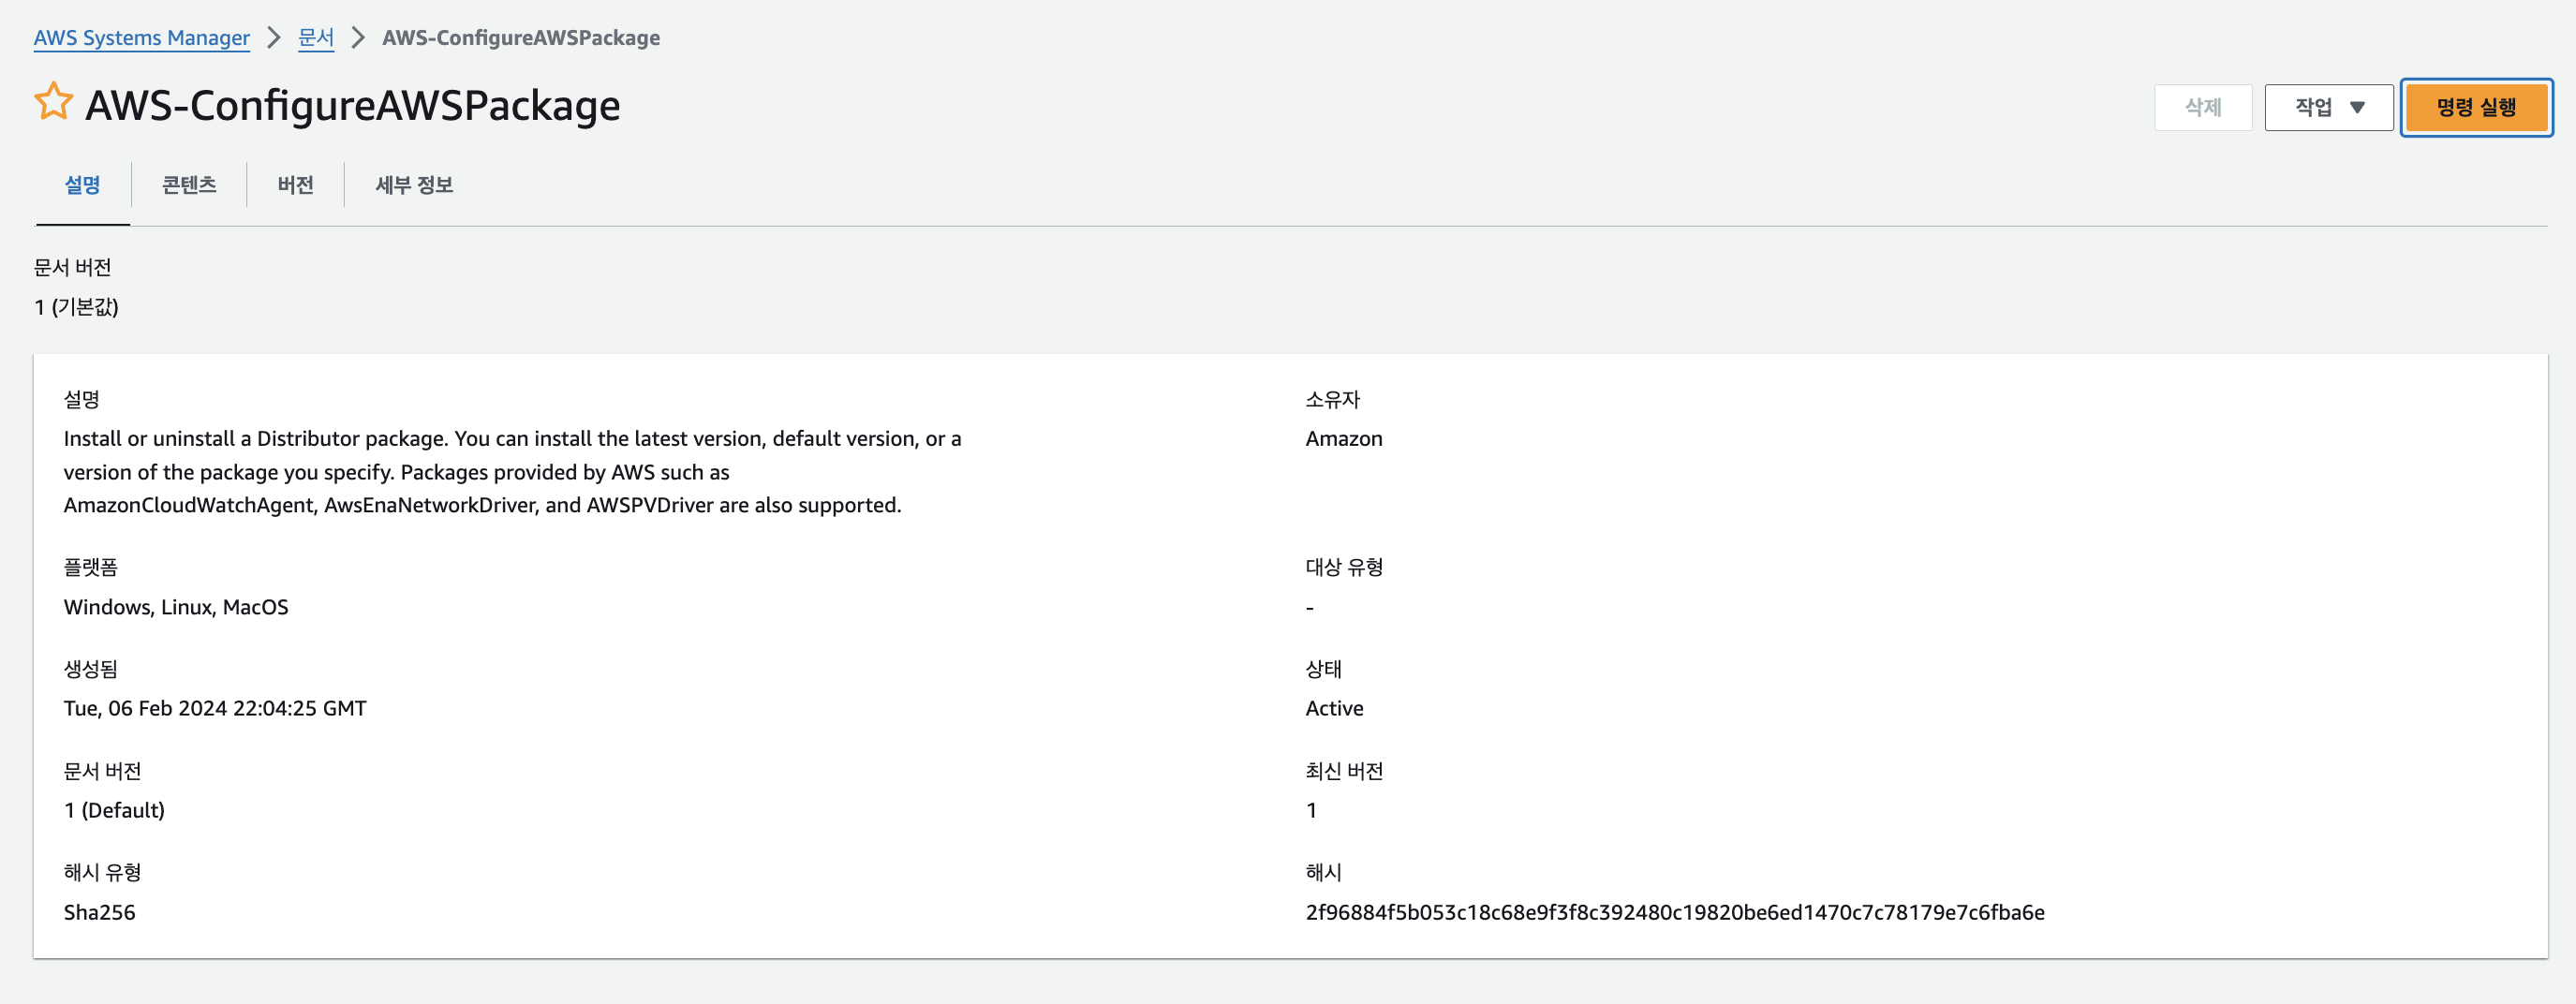 AWS Systems Manager > 문서 > AWS-ConfigureAWSPackage
AWS-ConfigureAWSPackage
삭제
작업
명령 실행
설명
콘텐츠
버전
세부 정보
문서 버전
1 (기본값)
설명
Install or uninstall a Distributor package. You can install the latest version, default version, or a
version of the package you specify. Packages provided by AWS such as
AmazonCloudWatchAgent, AwsEnaNetworkDriver, and AWSPVDriver are also supported.
소유자
Amazon
플랫폼
Windows, Linux, MacOS
대상 유형
-
생성됨
Tue, 06 Feb 2024 22:04:25 GMT
상태
Active
문서 버전
1 (Default)
최신 버전
1
해시 유형
Sha256
해시
2f96884f5b053c18c68e9f3f8c392480c19820be6ed1470c7c78179e7c6fba6e